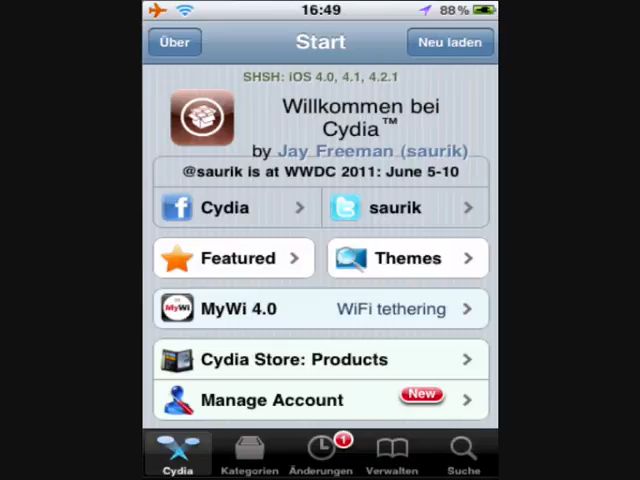 16:49 88%
Über Start Neu laden
SHSH: iOS 4.0, 4.1, 4.2.1
Willkommen bei
Cydia™
by Jay Freeman (saurik)
@saurik is at WWDC 2011: June 5-10
Cydia saurik
Featured Themes
MyWi MyWi 4.0 WiFi tethering
Cydia Store: Products
Manage Account New
1
Cydia Kategorien Änderungen Verwalten Suche